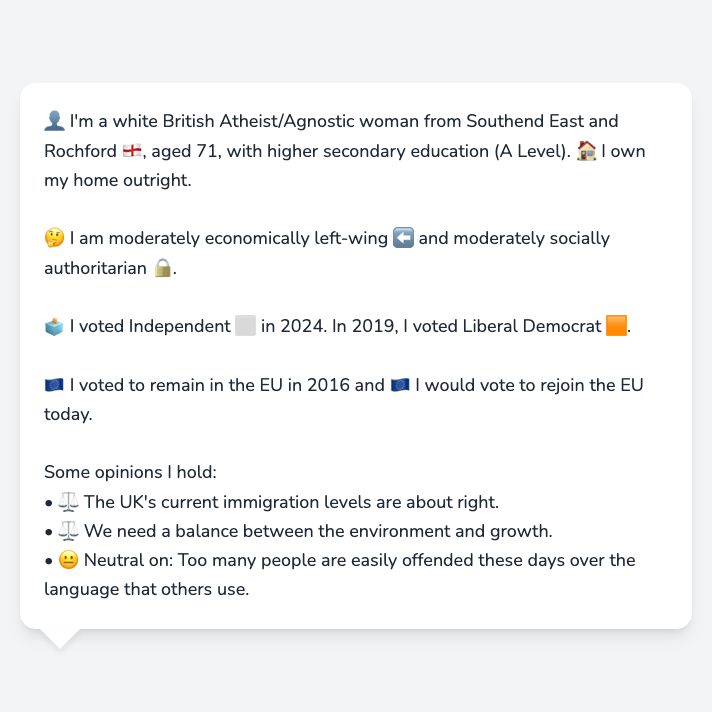 👤 I'm a white British Atheist/Agnostic woman from Southend East and
Rochford 🏴󠁧󠁢󠁥󠁮󠁧󠁿, aged 71, with higher secondary education (A Level). 🏠 I own
my home outright.
🤔 I am moderately economically left-wing ⬅️ and moderately socially
authoritarian 🔒.
🗳️ I voted Independent ⬜ in 2024. In 2019, I voted Liberal Democrat 🟧.
🇪🇺 I voted to remain in the EU in 2016 and 🇪🇺 I would vote to rejoin the EU
today.
Some opinions I hold:
• ⚖️ The UK's current immigration levels are about right.
• ⚖️ We need a balance between the environment and growth.
• 😐 Neutral on: Too many people are easily offended these days over the
language that others use.